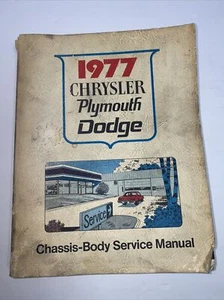 1977
CHRYSLER
Plymouth
Dodge
Service
Chassis-Body Service Manual